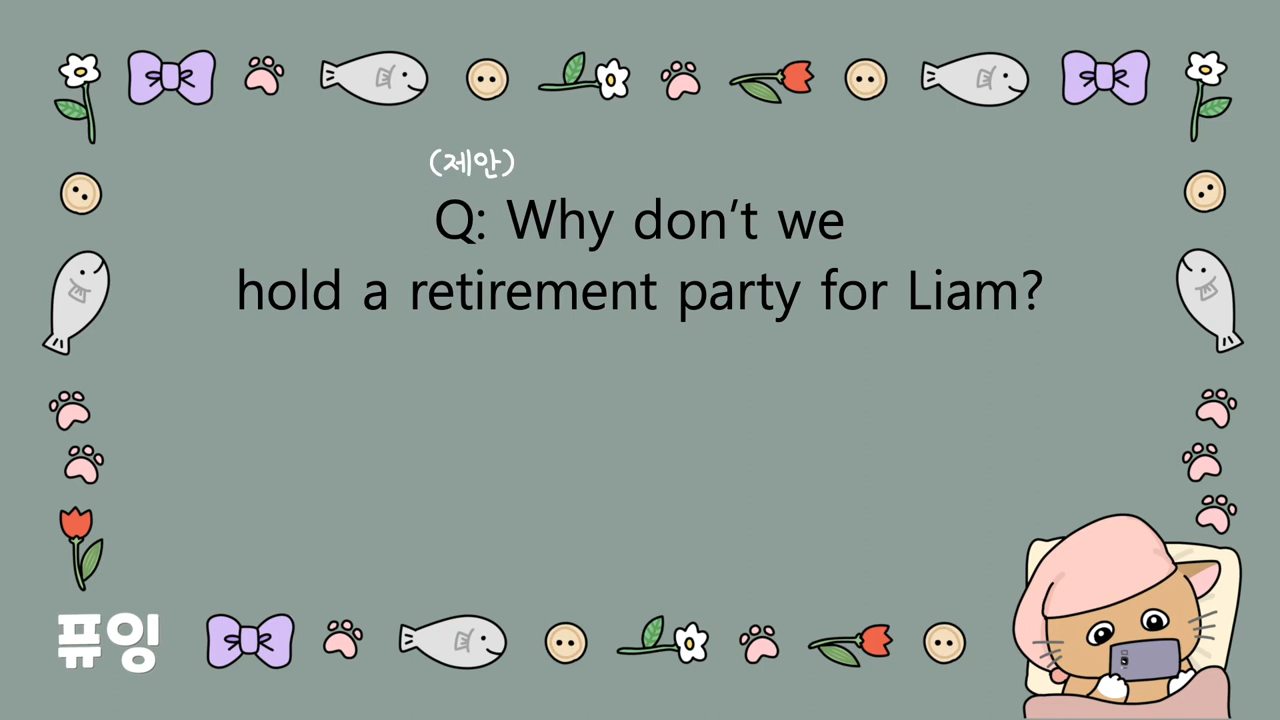 (제안)
Q: Why don’t we
hold a retirement party for Liam?
퓨잉